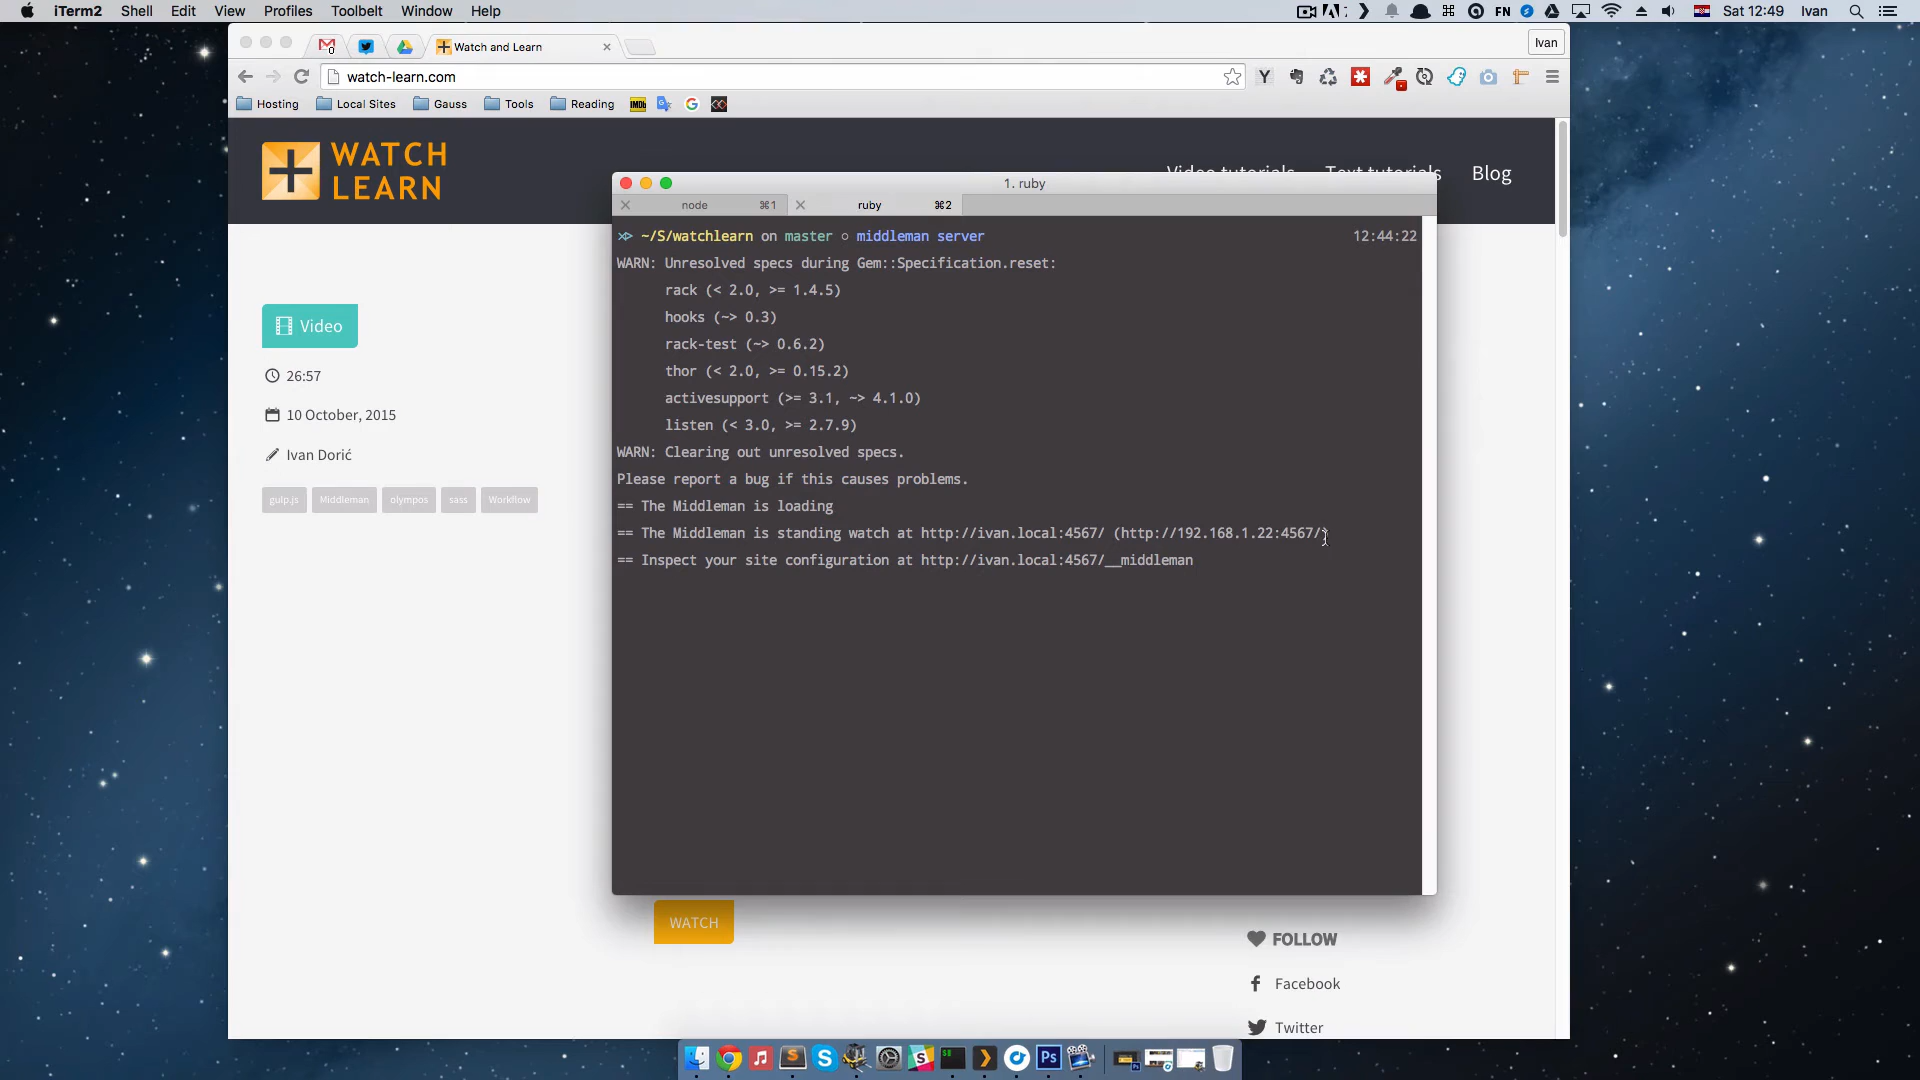 iTerm2 Shell Edit View Profiles Toolbelt Window Help
FN Sat 12:49 Ivan
Watch and Learn
Ivan
watch-learn.com
Hosting Local Sites Gauss Tools Reading IMDb
WATCH
LEARN
Video tutorials Text tutorials Blog
Video
26:57
10 October, 2015
Ivan Dorić
gulp.js Middleman olympos sass Workflow
1. ruby
node ⌘1 ruby ⌘2
~/S/watchlearn on master ○ middleman server 12:44:22
WARN: Unresolved specs during Gem::Specification.reset:
rack (< 2.0, >= 1.4.5)
hooks (~> 0.3)
rack-test (~> 0.6.2)
thor (< 2.0, >= 0.15.2)
activesupport (>= 3.1, ~> 4.1.0)
listen (< 3.0, >= 2.7.9)
WARN: Clearing out unresolved specs.
Please report a bug if this causes problems.
== The Middleman is loading
== The Middleman is standing watch at http://ivan.local:4567/ (http://192.168.1.22:4567/)
== Inspect your site configuration at http://ivan.local:4567/__middleman
WATCH
FOLLOW
Facebook
Twitter
Ps